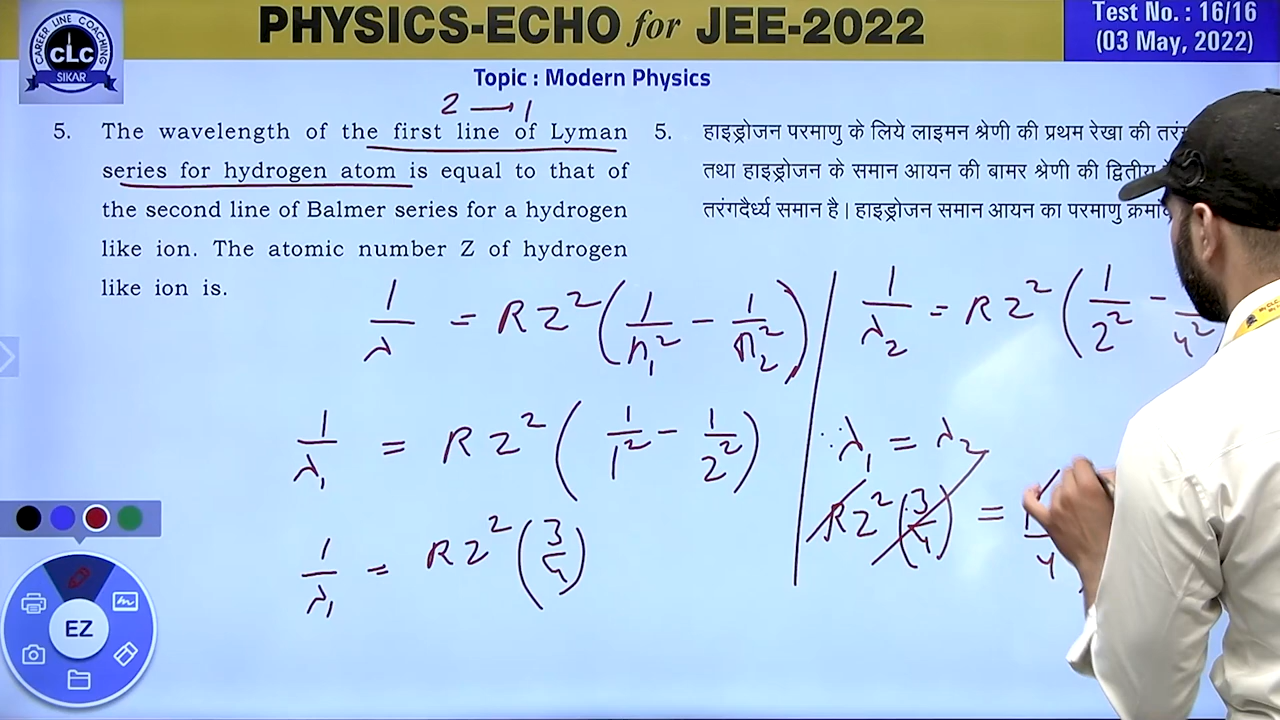 CAREER LINE COACHING
CLC
SIKAR
PHYSICS-ECHO for JEE-2022
Test No. : 16/16
(03 May, 2022)
Topic : Modern Physics
2 → 1
5. The wavelength of the first line of Lyman
series for hydrogen atom is equal to that of
the second line of Balmer series for a hydrogen
like ion. The atomic number Z of hydrogen
like ion is.
5. हाइड्रोजन परमाणु के लिये लाइमन श्रेणी की प्रथम रेखा की
तथा हाइड्रोजन के समान आयन की बामर श्रेणी की द्वितीय
तरंगदैर्ध्य समान है। हाइड्रोजन समान आयन का परमाणु
1/λ = RZ²(1/n₁² − 1/n₂²)
1/λ₁ = RZ²(1/1² − 1/2²)
1/λ₁ = RZ²(3/4)
1/λ₂ = RZ²(1/2² − 1/4²
∵ λ₁ = λ₂
RZ²(3/4) =
EZ